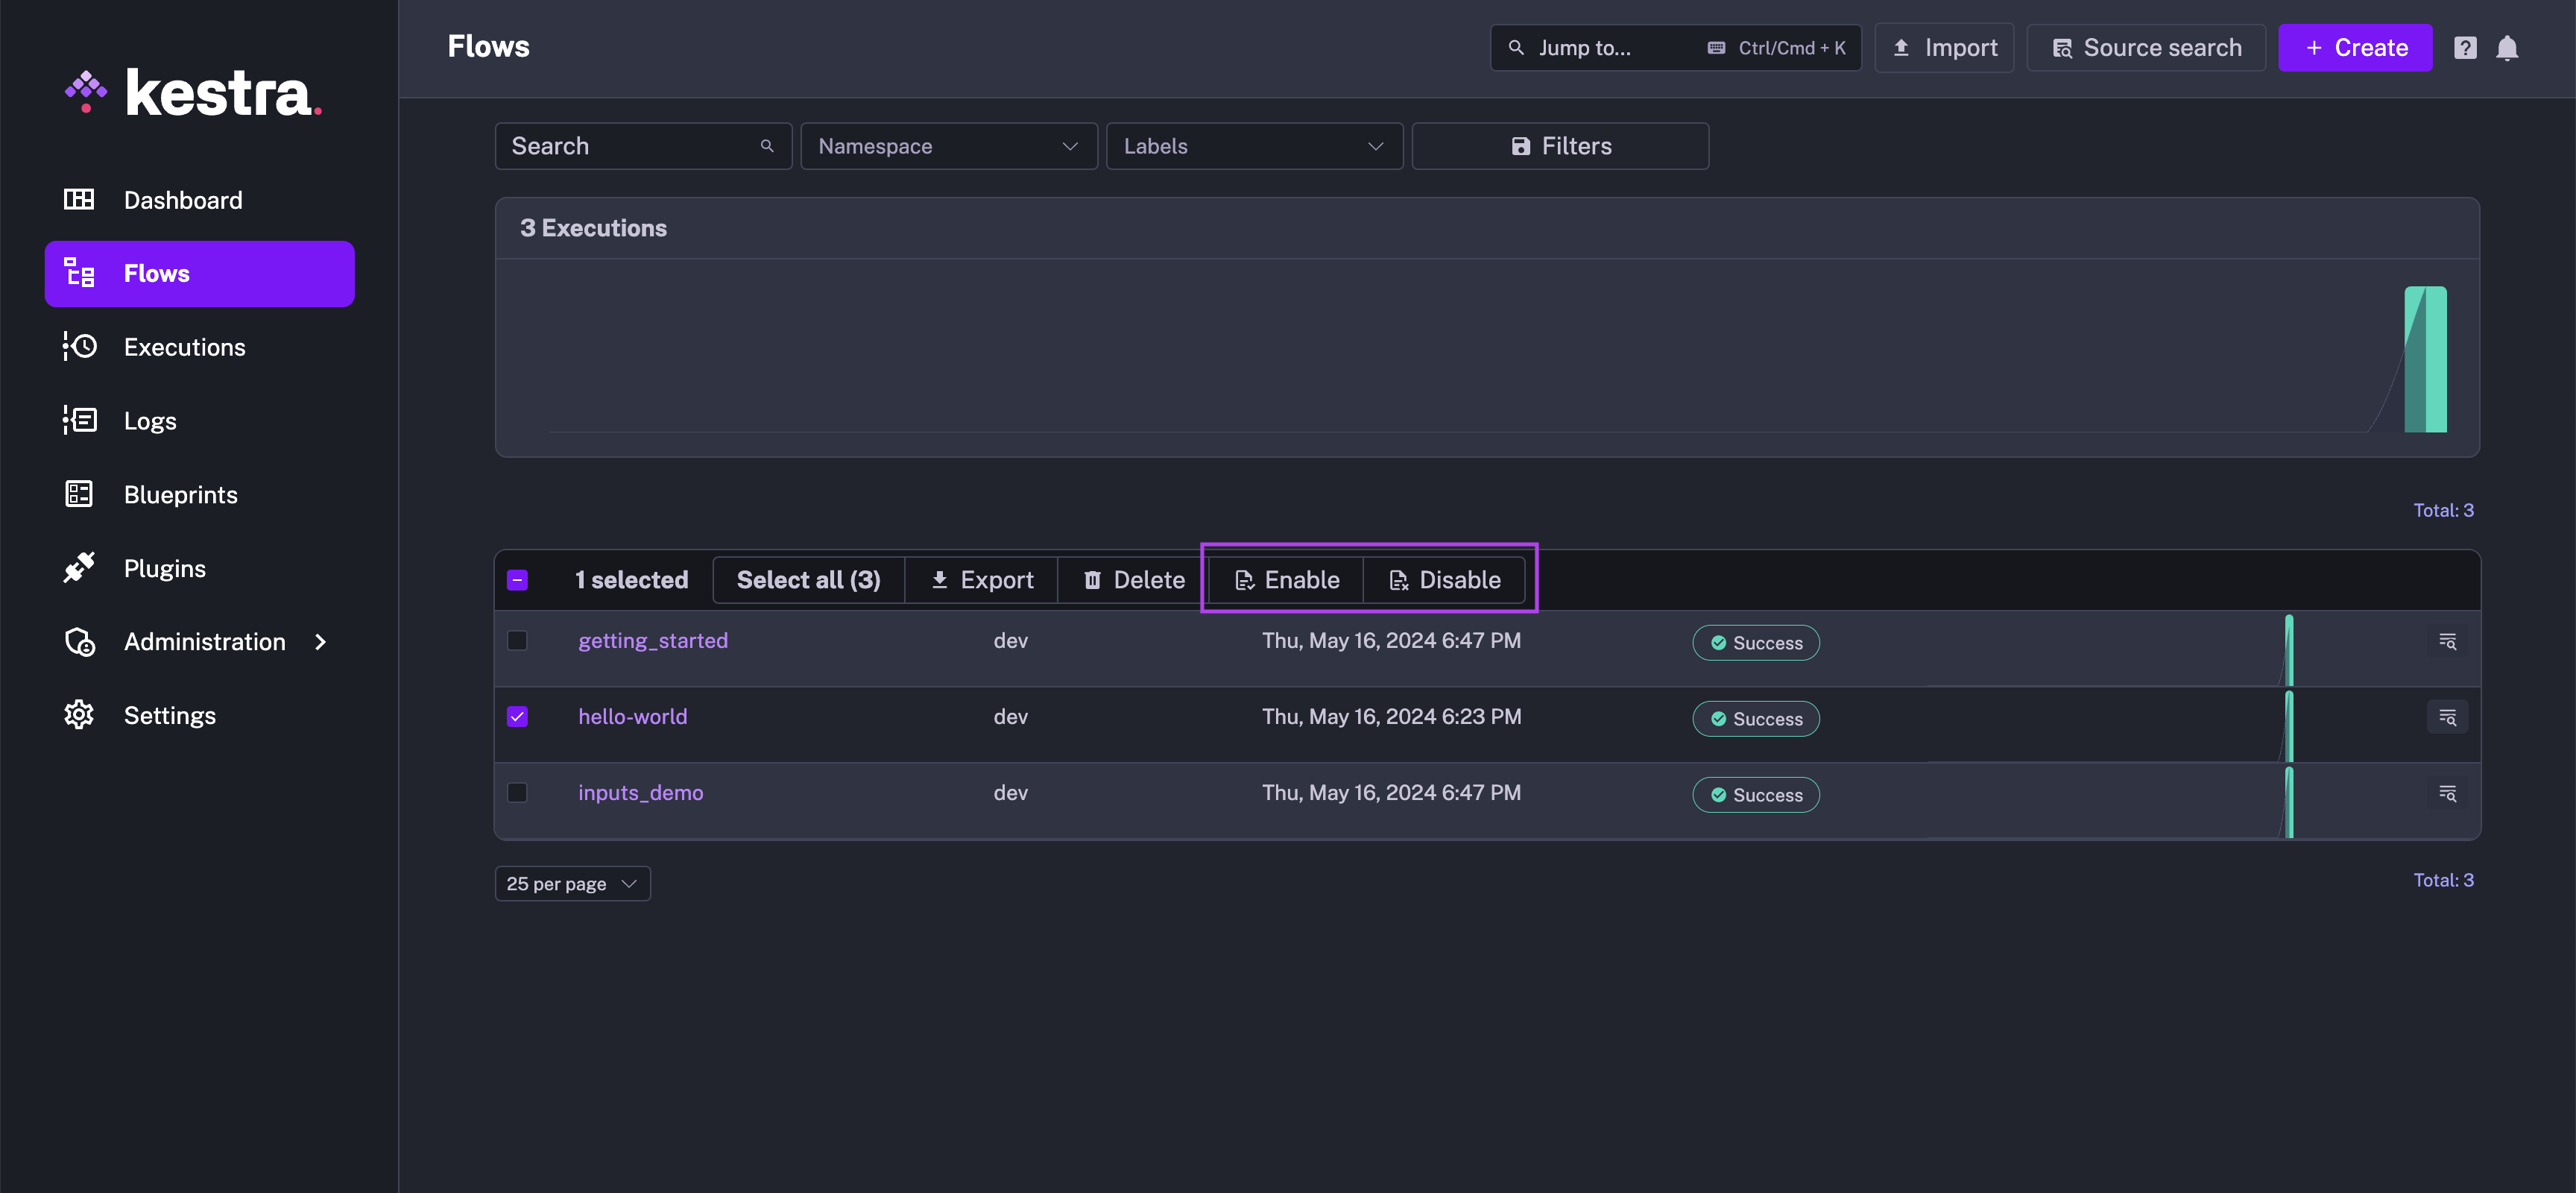 kestra.
Dashboard
Flows
Executions
Logs
Blueprints
Plugins
Administration
Settings
Flows
Jump to... Ctrl/Cmd + K Import Source search + Create ?
Search Namespace Labels Filters
3 Executions
Total: 3
1 selected Select all (3) Export Delete Enable Disable
getting_started dev Thu, May 16, 2024 6:47 PM Success
hello-world dev Thu, May 16, 2024 6:23 PM Success
inputs_demo dev Thu, May 16, 2024 6:47 PM Success
25 per page Total: 3